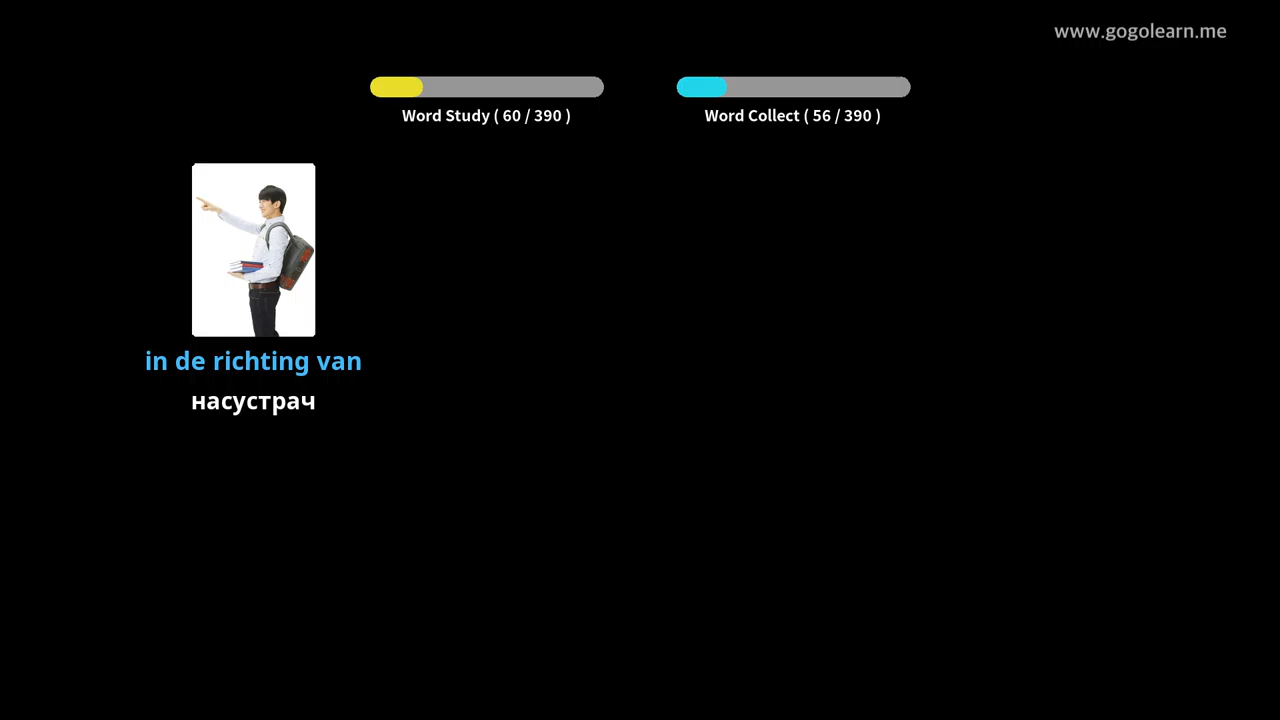 www.gogolearn.me
Word Study ( 60 / 390 )
Word Collect ( 56 / 390 )
in de richting van
насустрач